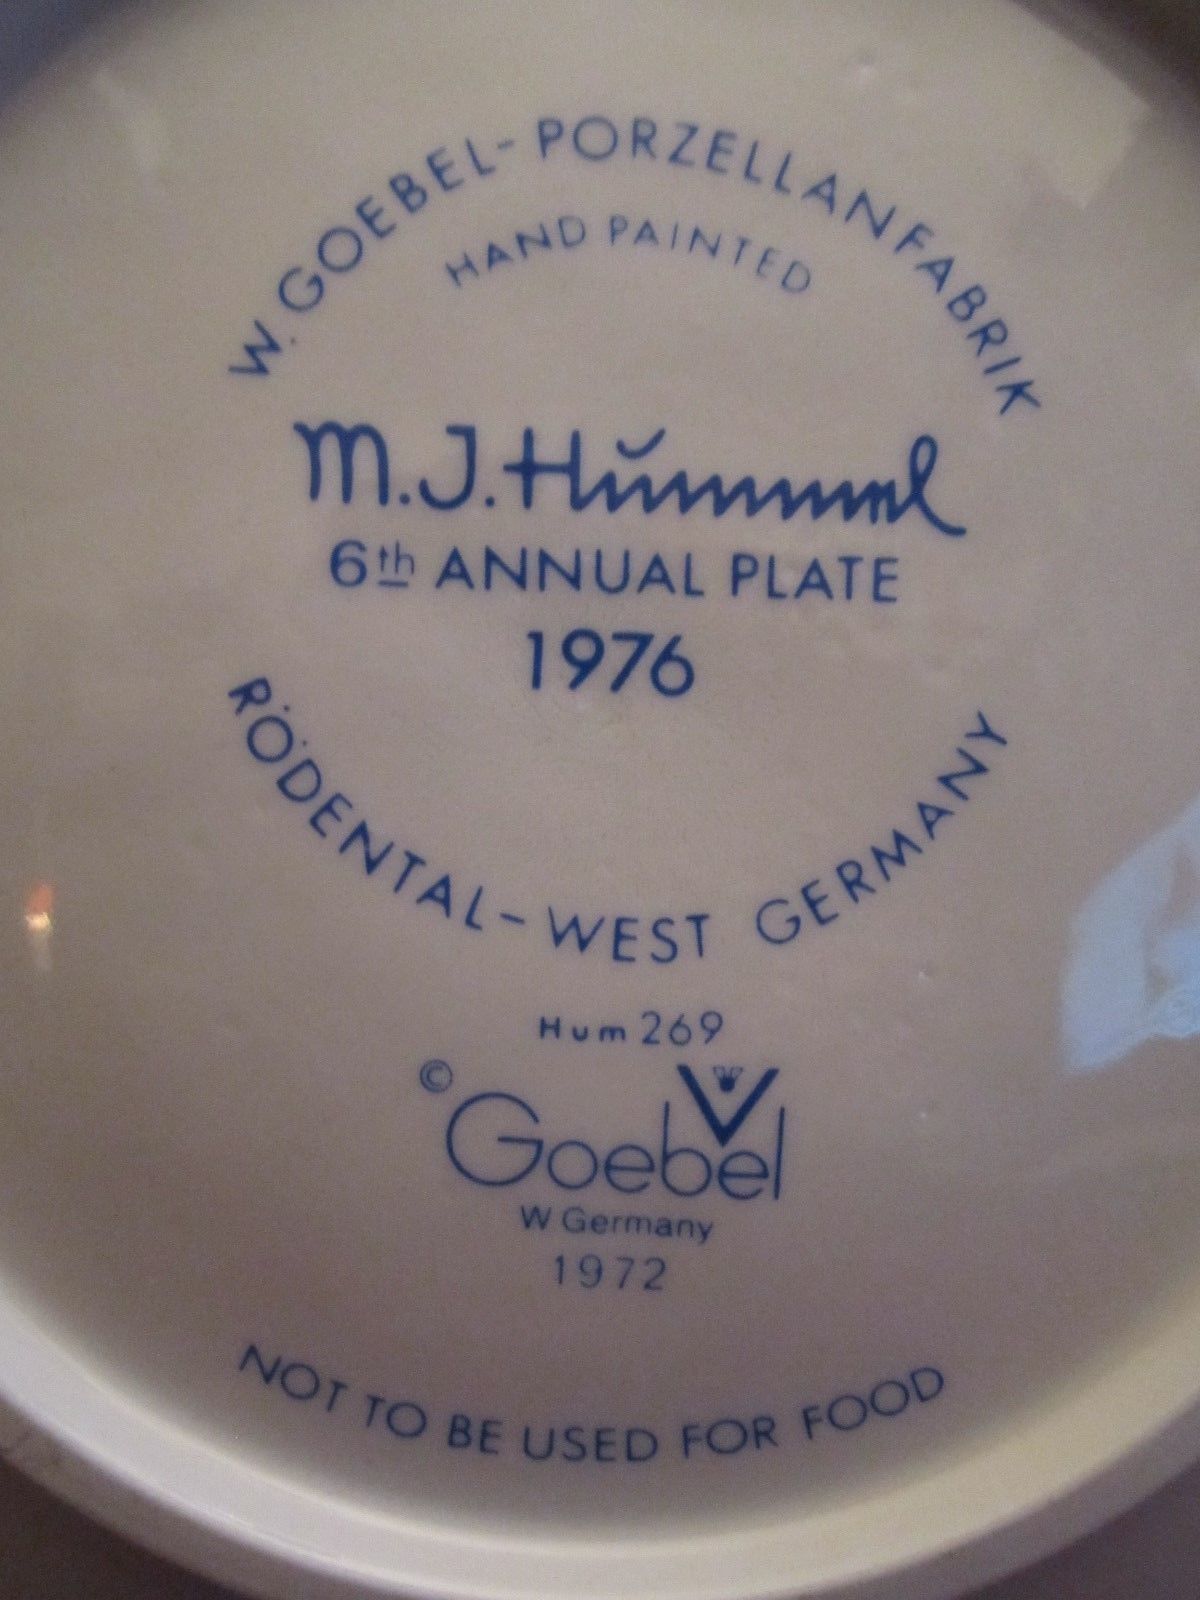 W. GOEBEL-PORZELLANFABRIK
HAND PAINTED
M.J.Hummel
6th ANNUAL PLATE
1976
RÖDENTAL-WEST GERMANY
Hum 269
© Goebel
W Germany
1972
NOT TO BE USED FOR FOOD